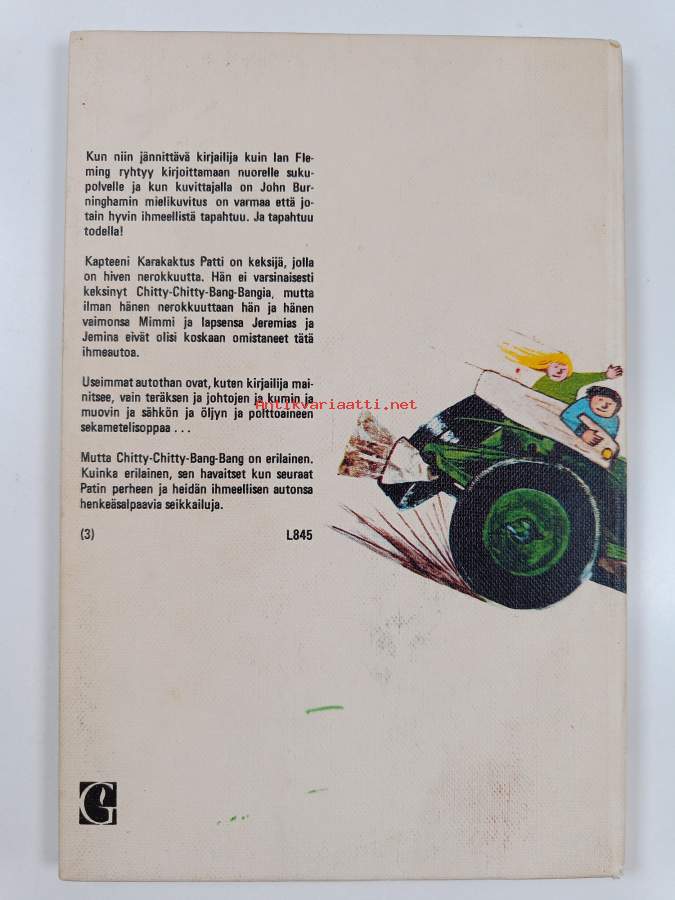 Kun niin jännittävä kirjailija kuin Ian Fle-
ming ryhtyy kirjoittamaan nuorelle suku-
polvelle ja kun kuvittajalla on John Bur-
ninghamin mielikuvitus on varmaa että jo-
tain hyvin ihmeellistä tapahtuu. Ja tapahtuu
todella!
Kapteeni Karakaktus Patti on keksijä, jolla
on hiven nerokkuutta. Hän ei varsinaisesti
keksinyt Chitty-Chitty-Bang-Bangia, mutta
ilman hänen nerokkuuttaan hän ja hänen
vaimonsa Mimmi ja lapsensa Jeremias ja
Jemina eivät olisi koskaan omistaneet tätä
ihmeautoa.
Useimmat autothan ovat, kuten kirjailija mai-
nitsee, vain teräksen ja johtojen ja kumin ja
muovin ja sähkön ja öljyn ja polttoaineen
sekametelisoppaa ...
Mutta Chitty-Chitty-Bang-Bang on erilainen.
Kuinka erilainen, sen havaitset kun seuraat
Patin perheen ja heidän ihmeellisen autonsa
henkeäsalpaavia seikkailuja.
(3) L845
antikvariaatti.net
G